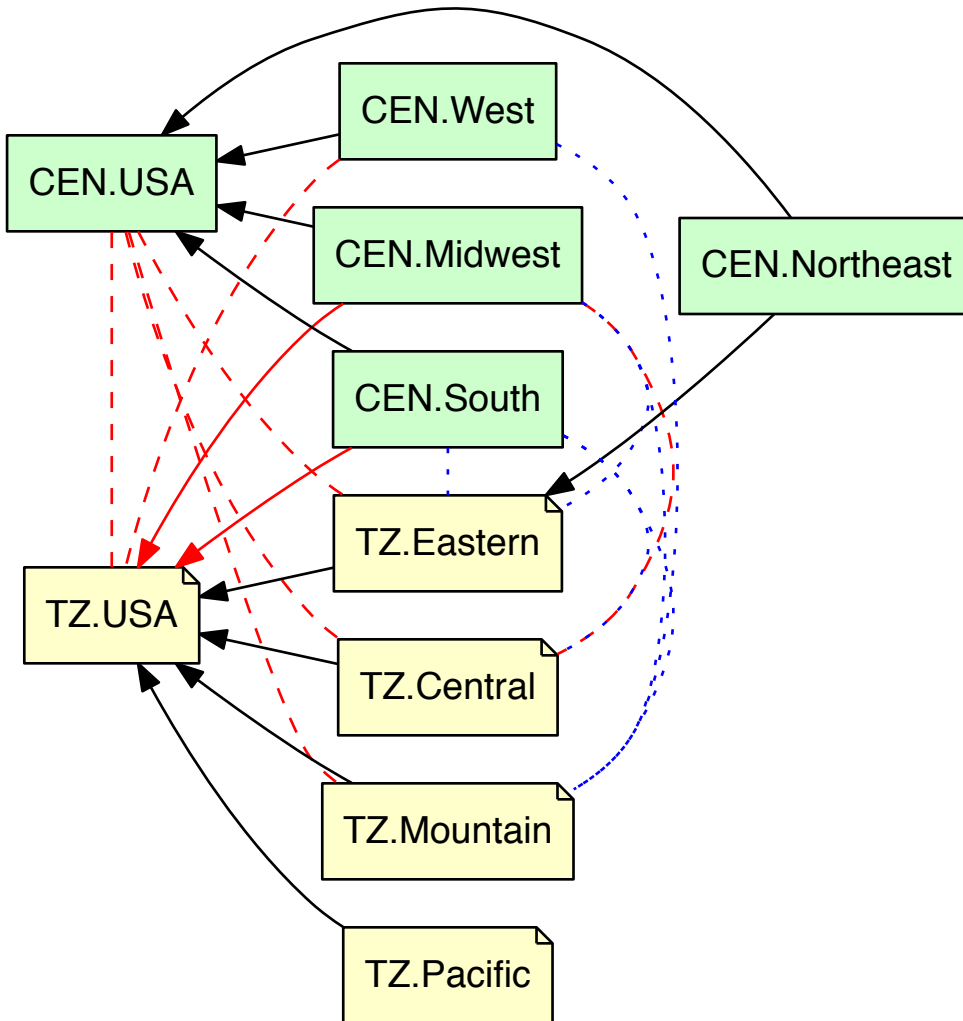 CEN.West
CEN.USA
CEN.Midwest
CEN.Northeast
CEN.South
TZ.Eastern
TZ.USA
TZ.Central
TZ.Mountain
TZ.Pacific